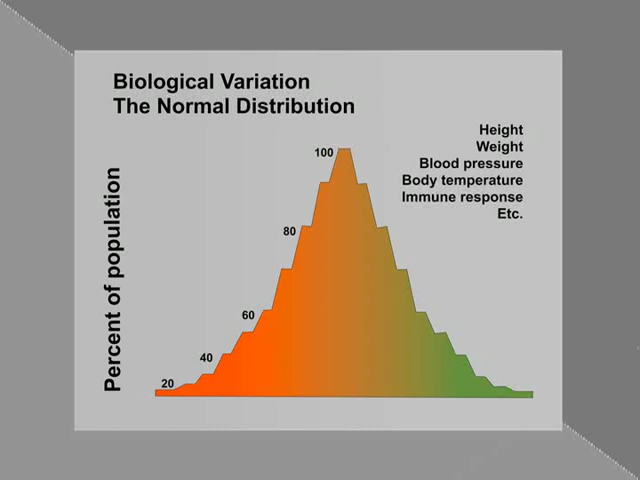 Biological Variation
The Normal Distribution
Height
Weight
Blood pressure
Body temperature
Immune response
Etc.
Percent of population
100
80
60
40
20